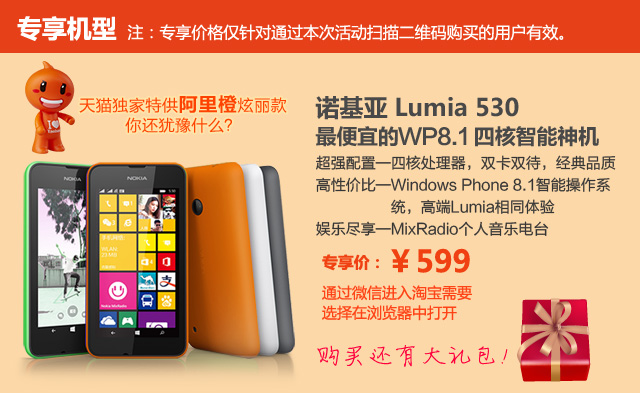 专享机型 注：专享价格仅针对通过本次活动扫描二维码购买的用户有效。
天猫独家特供阿里橙炫丽款
你还犹豫什么?
诺基亚 Lumia 530
最便宜的WP8.1 四核智能神机
超强配置—四核处理器，双卡双待，经典品质
高性价比—Windows Phone 8.1智能操作系
统，高端Lumia相同体验
娱乐尽享—MixRadio个人音乐电台
专享价：￥599
通过微信进入淘宝需要
选择在浏览器中打开
购买还有大礼包！
NOKIA